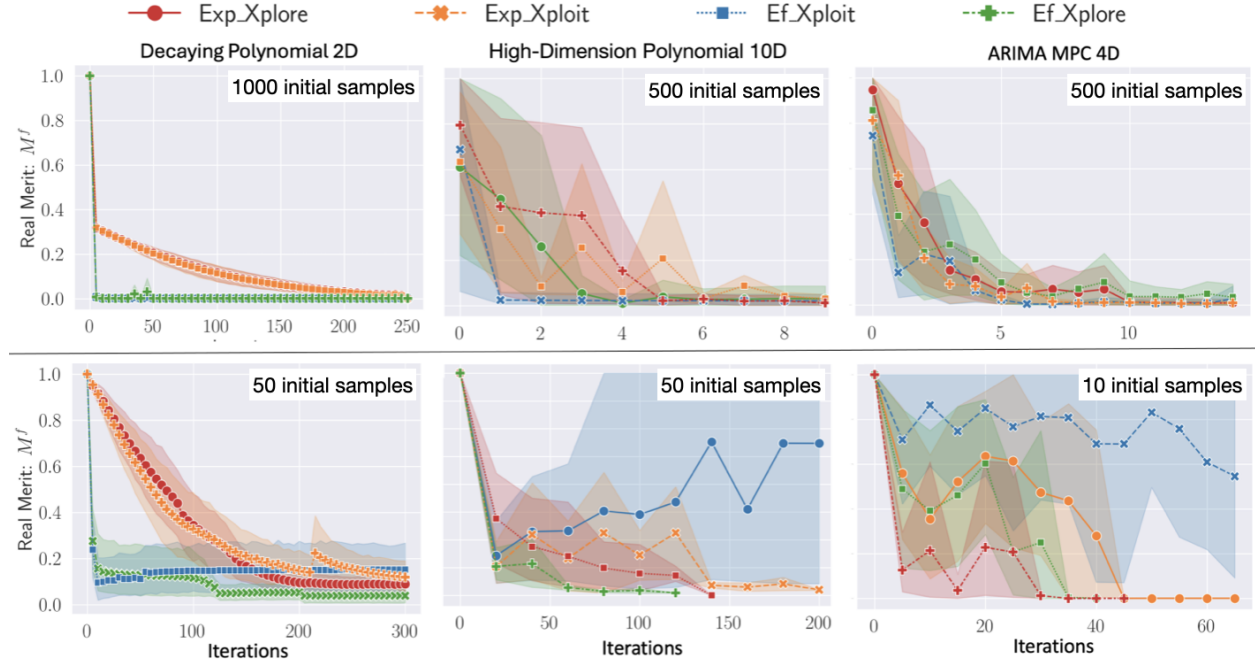 Exp_Xplore Exp_Xploit Ef_Xploit Ef_Xplore
Decaying Polynomial 2D High-Dimension Polynomial 10D ARIMA MPC 4D
1000 initial samples 500 initial samples 500 initial samples
Real Merit: M^f
1.0
0.8
0.6
0.4
0.2
0.0
0 50 100 150 200 250
0 2 4 6 8
0 5 10
50 initial samples 50 initial samples 10 initial samples
Real Merit: M^f
1.0
0.8
0.6
0.4
0.2
0.0
0 100 200 300
0 50 100 150 200
0 20 40 60
Iterations Iterations Iterations